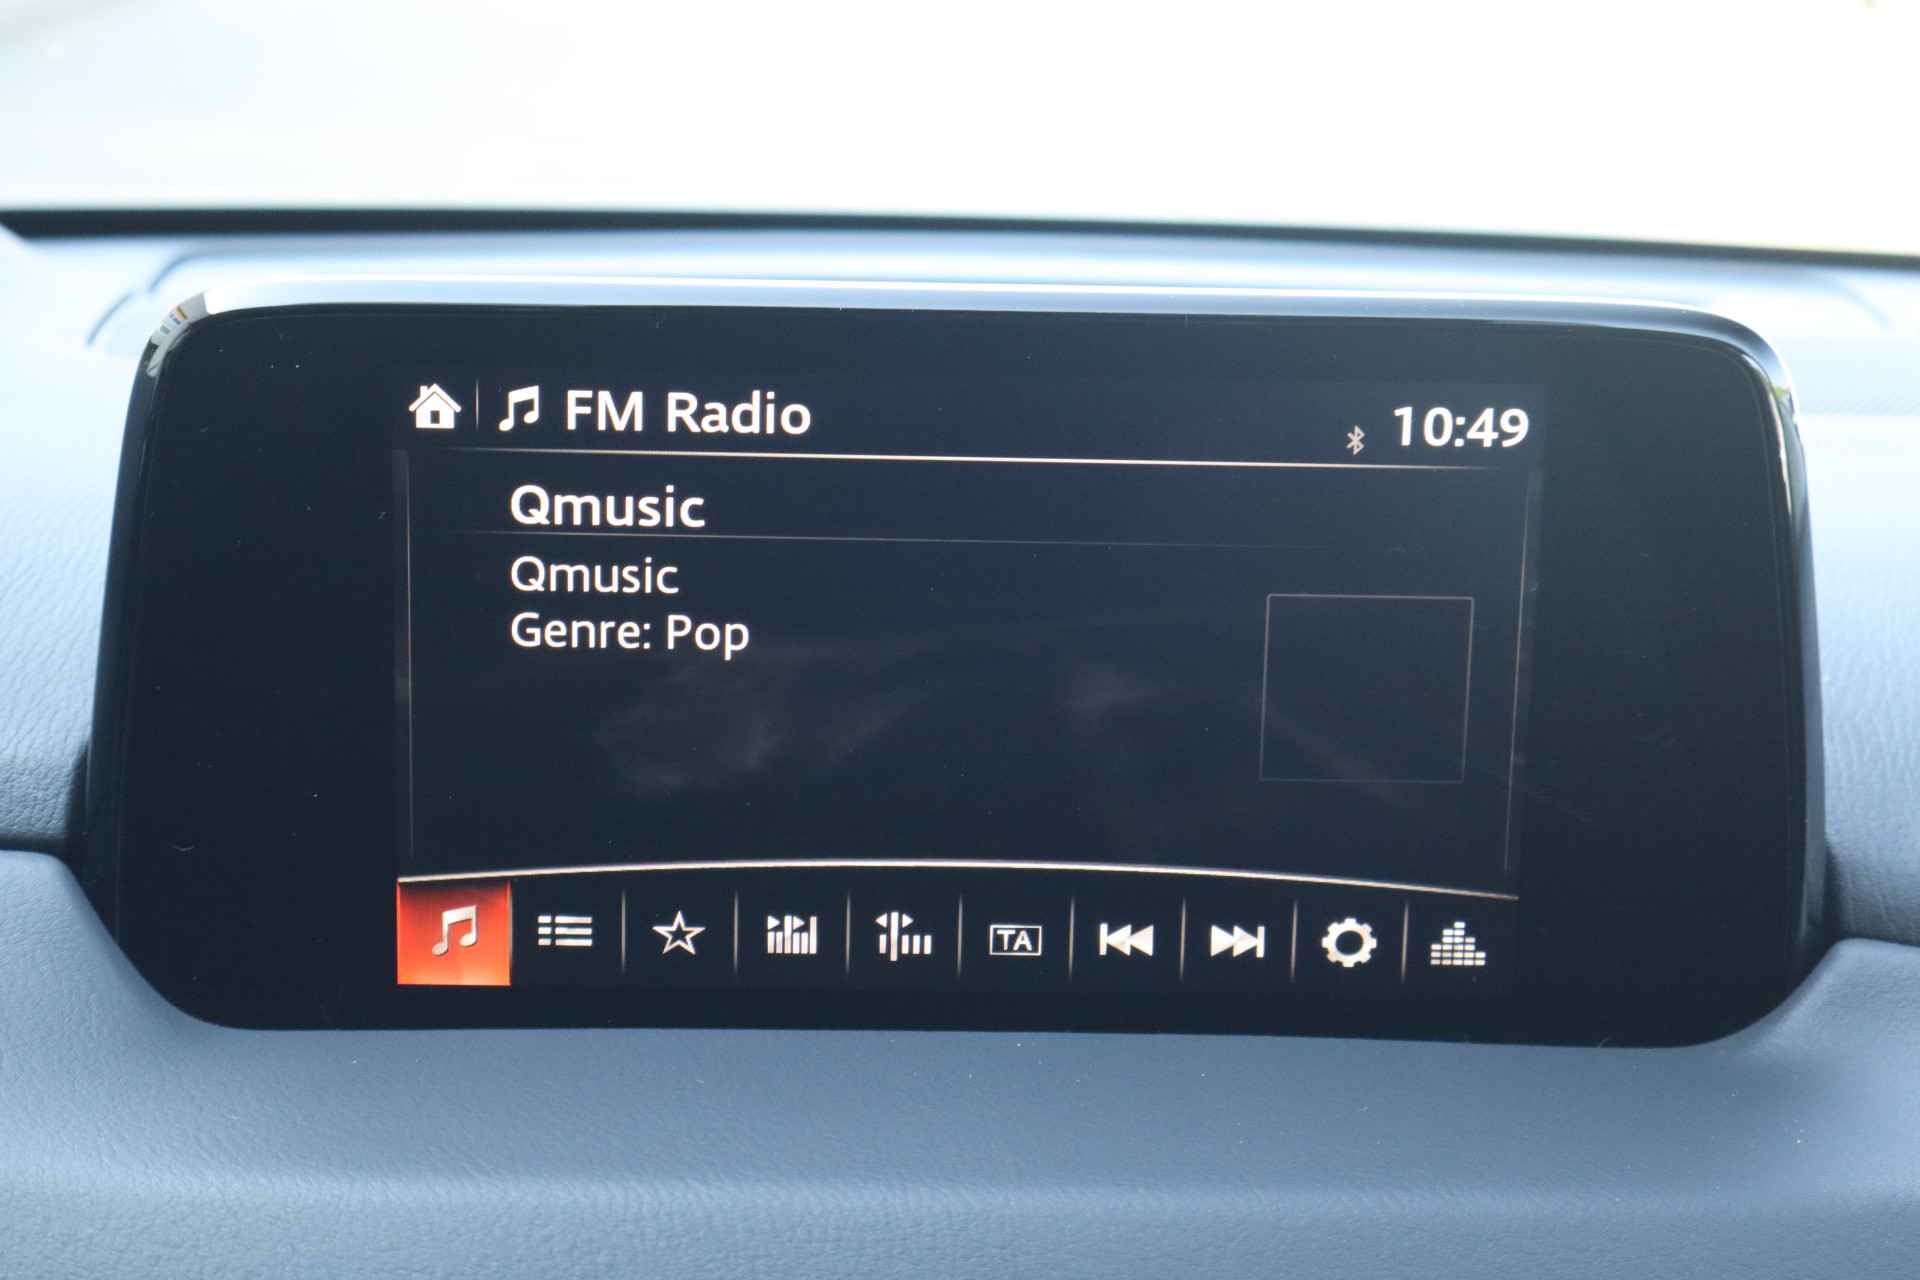 FM Radio
10:49
Qmusic
Qmusic
Genre: Pop
TA